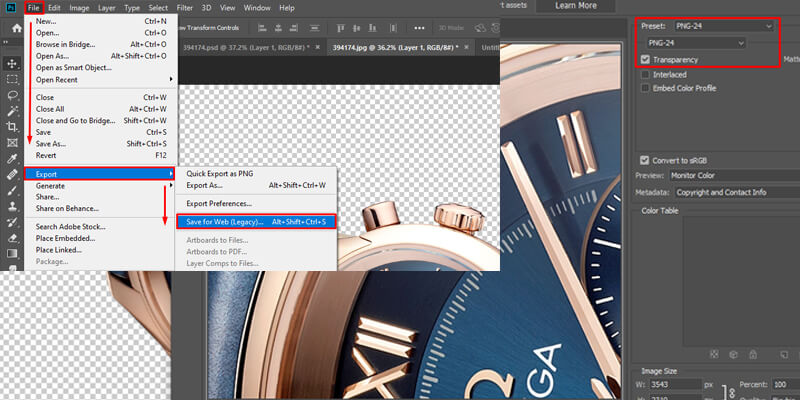 Ps File Edit Image Layer Type Select Filter 3D View Window Help
t assets
Learn More
w Transform Controls
3D Mode:
394174.psd @ 37.2% (Layer 1, RGB/8#) * ×
394174.jpg @ 36.2% (Layer 1, RGB/8#) * ×
Untitl
New... Ctrl+N
Open... Ctrl+O
Browse in Bridge... Alt+Ctrl+O
Open As... Alt+Shift+Ctrl+O
Open as Smart Object...
Open Recent
Close Ctrl+W
Close All Alt+Ctrl+W
Close and Go to Bridge... Shift+Ctrl+W
Save Ctrl+S
Save As... Shift+Ctrl+S
Revert F12
Export
Generate
Share...
Share on Behance...
Search Adobe Stock...
Place Embedded...
Place Linked...
Package...
Quick Export as PNG
Export As... Alt+Shift+Ctrl+W
Export Preferences...
Save for Web (Legacy)... Alt+Shift+Ctrl+S
Artboards to Files...
Artboards to PDF...
Layer Comps to Files...
XII
II
Ω
GA
Preset: PNG-24
PNG-24
Transparency
Matt
Interlaced
Embed Color Profile
Convert to sRGB
Preview: Monitor Color
Metadata: Copyright and Contact Info
Color Table
Image Size
W: 3543 px
Percent: 100
H:
px